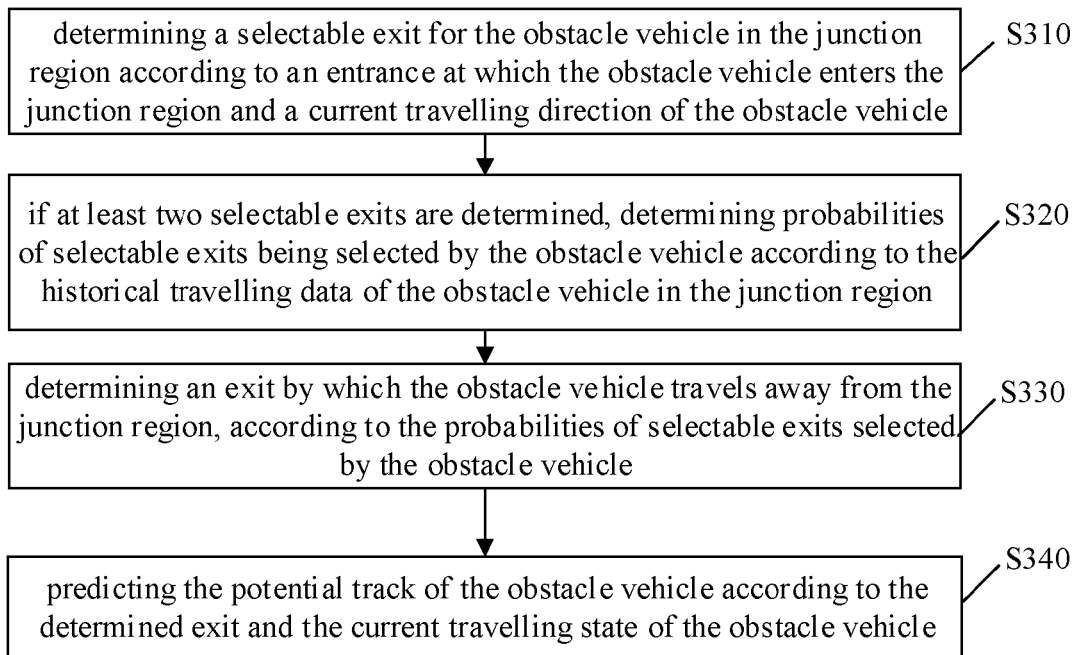 determining a selectable exit for the obstacle vehicle in the junction
region according to an entrance at which the obstacle vehicle enters the
junction region and a current travelling direction of the obstacle vehicle
S310
if at least two selectable exits are determined, determining probabilities
of selectable exits being selected by the obstacle vehicle according to the
historical travelling data of the obstacle vehicle in the junction region
S320
determining an exit by which the obstacle vehicle travels away from the
junction region, according to the probabilities of selectable exits selected
by the obstacle vehicle
S330
predicting the potential track of the obstacle vehicle according to the
determined exit and the current travelling state of the obstacle vehicle
S340